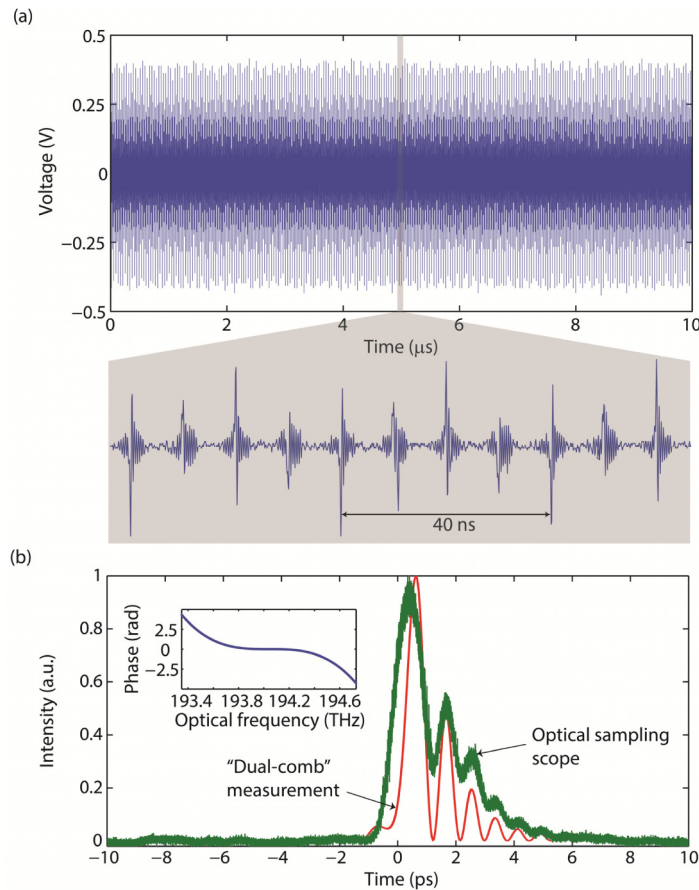 (a)
0.5
0.25
0
−0.25
−0.5
Voltage (V)
0 2 4 6 8 10
Time (μs)
40 ns
(b)
1
0.8
0.6
0.4
0.2
0
Intensity (a.u.)
2.5
0
−2.5
Phase (rad)
193.4 193.8 194.2 194.6
Optical frequency (THz)
"Dual-comb"
measurement
Optical sampling
scope
−10 −8 −6 −4 −2 0 2 4 6 8 10
Time (ps)